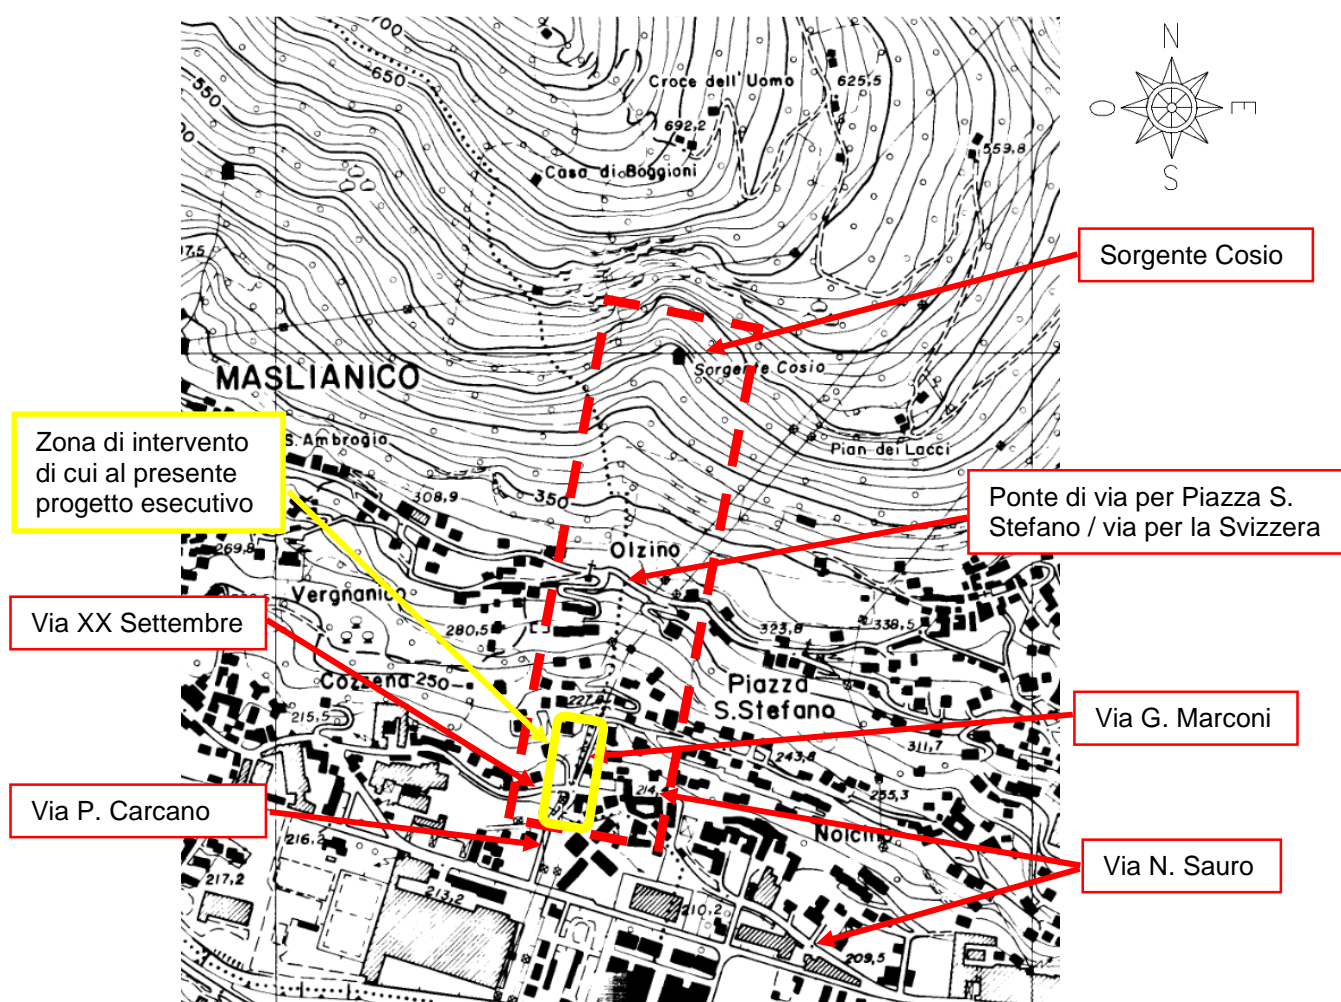 700
N
650
Croce dell'Uomo
625,5
550
692,2
559,8
O
E
Casa di Boggioni
S
17,5
Sorgente Cosio
MASLIANICO
Sorgente Cosio
Zona di intervento
di cui al presente
progetto esecutivo
S. Ambrogio
Pian dei Lacci
308,9
350
Ponte di via per Piazza S.
Stefano / via per la Svizzera
269,8
Olzino
Vergnanico
Via XX Settembre
280,5
323,8
338,5
Cozzena
250
227,8
Piazza
S.Stefano
215,5
Via G. Marconi
311,7
243,8
Via P. Carcano
214
255,3
216,2
Nolcino
Via N. Sauro
217,2
213,2
210,2
209,5